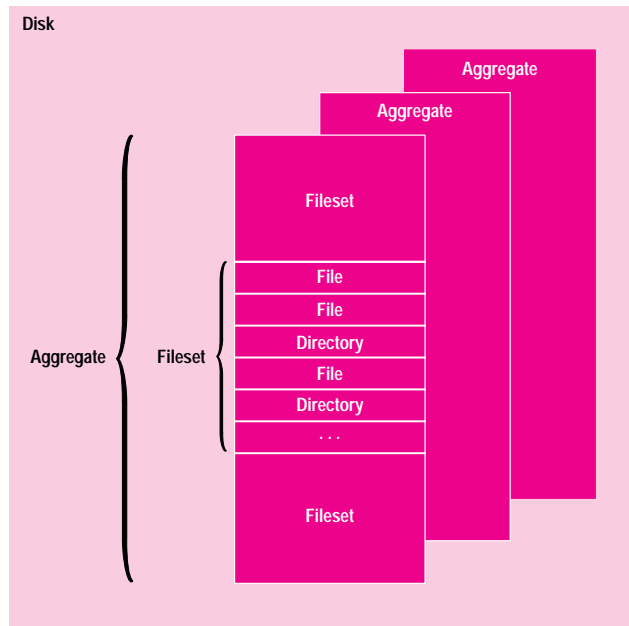 Disk
Aggregate
Aggregate
Fileset
File
File
Directory
Aggregate
Fileset
File
Directory
. . .
Fileset